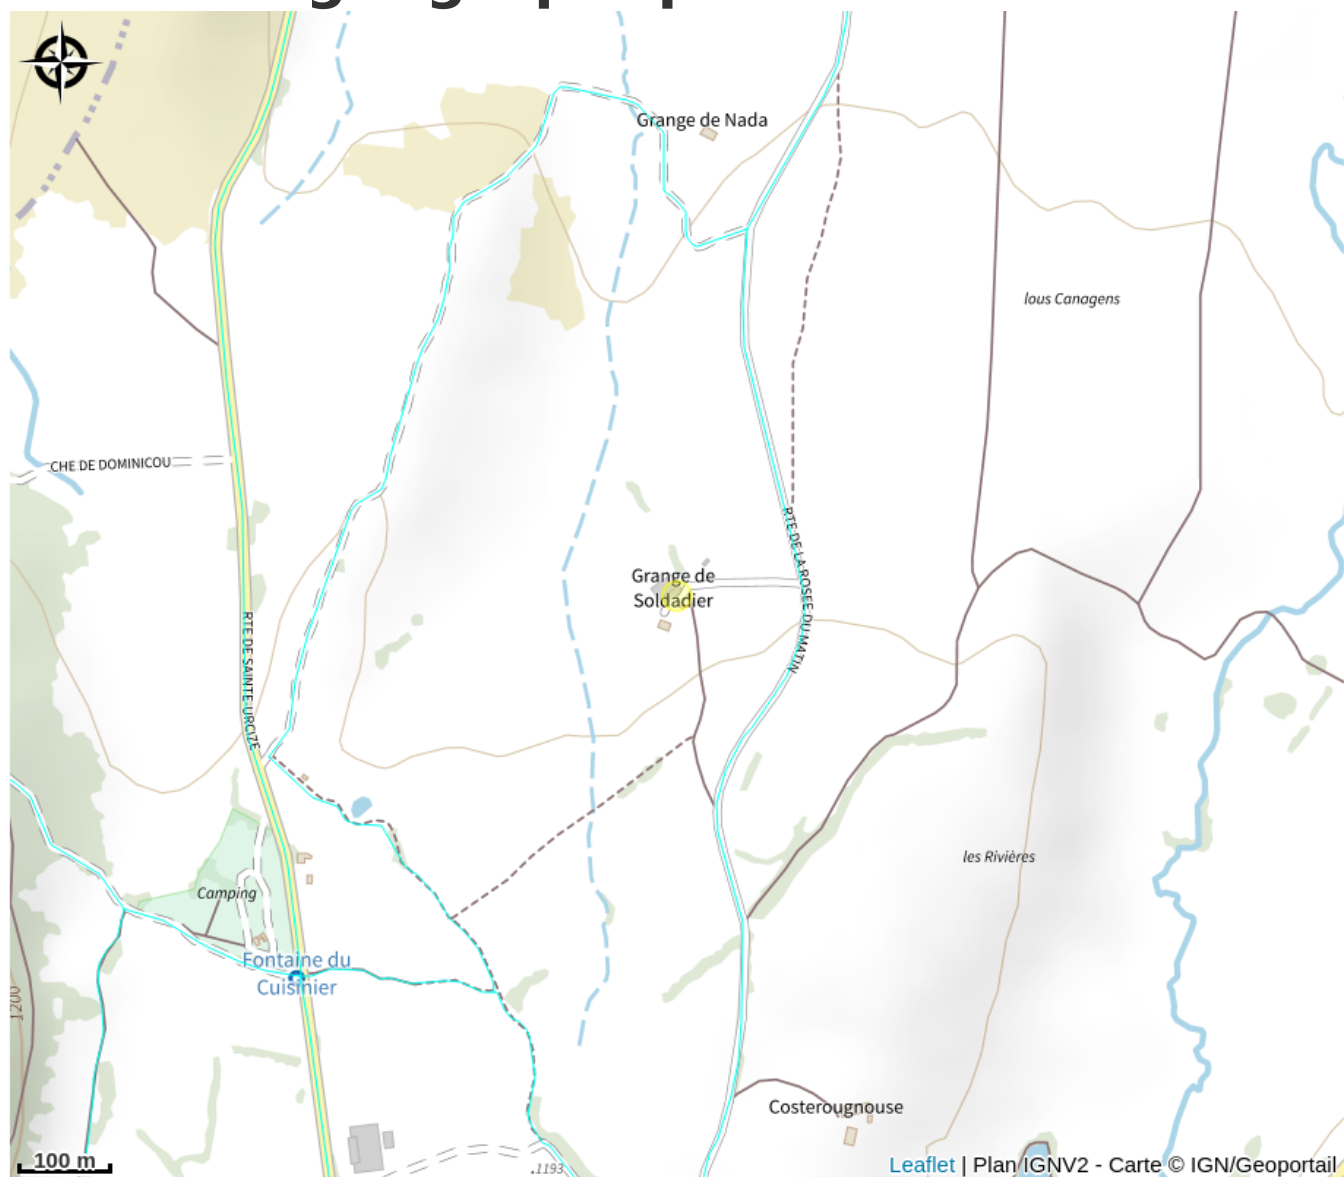 Grange de Nada
lous Canagens
CHE DE DOMINICOU
RTE DE LA ROSEE DU MATIN
Grange de
Soldadier
RTE DE SAINTE-URCIZE
les Rivières
Camping
Fontaine du
Cuisinier
1200
Costerougnouse
100 m
.1193
Leaflet | Plan IGNV2 - Carte © IGN/Geoportail